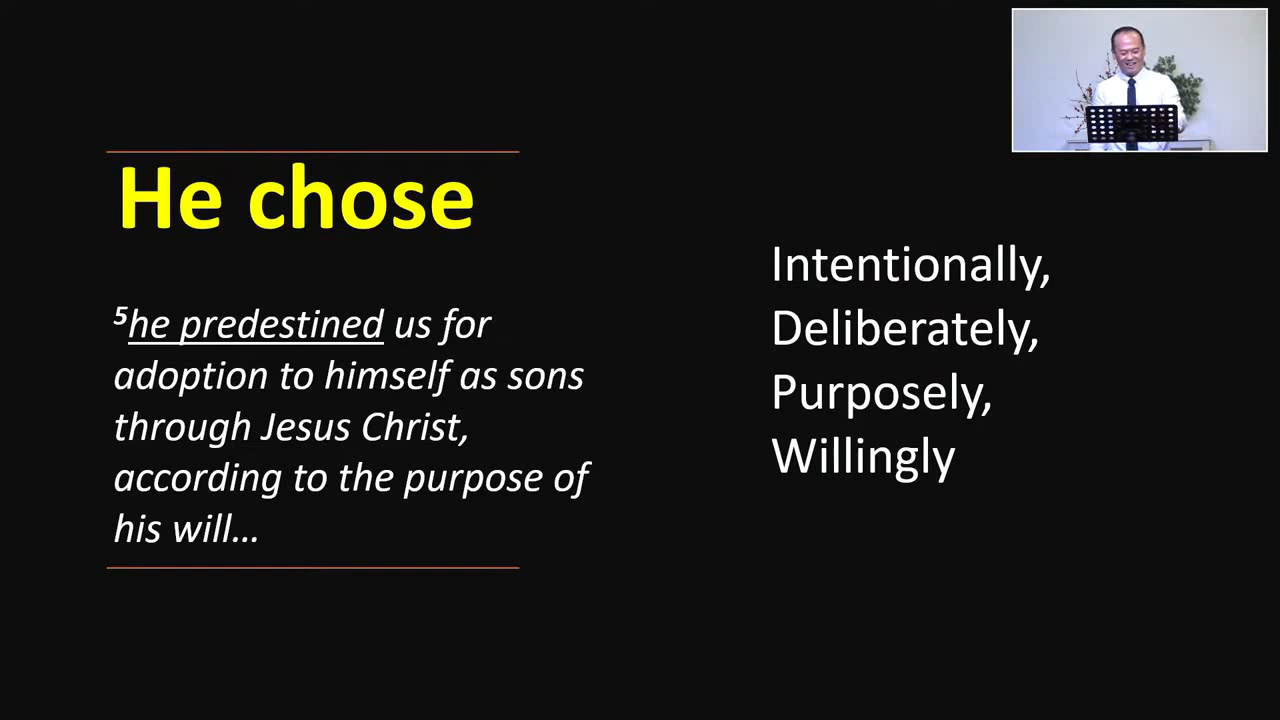 He chose
⁵he predestined us for
adoption to himself as sons
through Jesus Christ,
according to the purpose of
his will…
Intentionally,
Deliberately,
Purposely,
Willingly